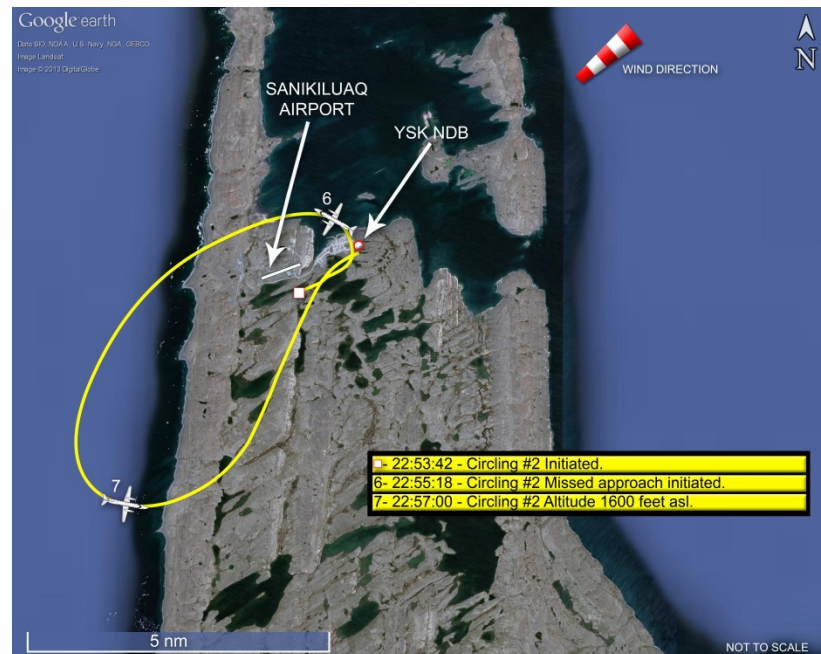 Google earth
Data SIO, NOAA, U.S. Navy, NGA, GEBCO
Image Landsat
Image © 2013 DigitalGlobe
N
WIND DIRECTION
SANIKILUAQ
AIRPORT
YSK NDB
6
7
- 22:53:42 - Circling #2 Initiated.
6- 22:55:18 - Circling #2 Missed approach initiated.
7- 22:57:00 - Circling #2 Altitude 1600 feet asl.
5 nm
NOT TO SCALE